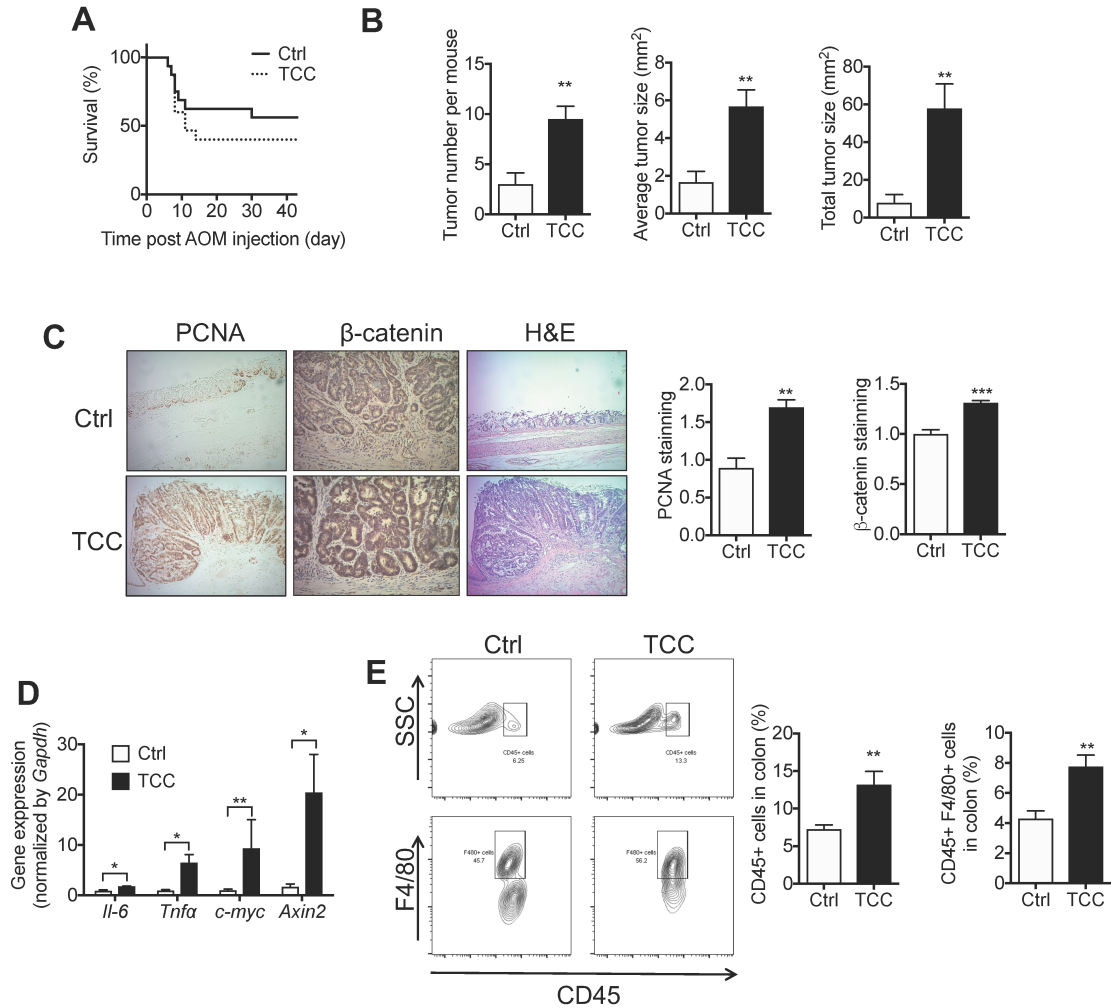 A
100
50
0
Survival (%)
Ctrl
TCC
0 10 20 30 40
Time post AOM injection (day)
B
Tumor number per mouse
15
10
5
0
**
Ctrl TCC
Average tumor size (mm²)
8
6
4
2
0
**
Ctrl TCC
Total tumor size (mm²)
80
60
40
20
0
**
Ctrl TCC
C
PCNA β-catenin H&E
Ctrl
TCC
PCNA stainning
2.0
1.5
1.0
0.5
0.0
**
Ctrl TCC
β-catenin stainning
1.5
1.0
0.5
0.0
***
Ctrl TCC
D
Gene exppression
(normalized by Gapdh)
30
20
10
0
Ctrl
TCC
* * ** *
Il-6 Tnfα c-myc Axin2
E
Ctrl TCC
SSC
CD45+ cells
6.25
CD45+ cells
13.3
F4/80
F480+ cells
45.7
F480+ cells
56.2
CD45
CD45+ cells in colon (%)
20
15
10
5
0
**
Ctrl TCC
CD45+ F4/80+ cells
in colon (%)
10
8
6
4
2
0
**
Ctrl TCC